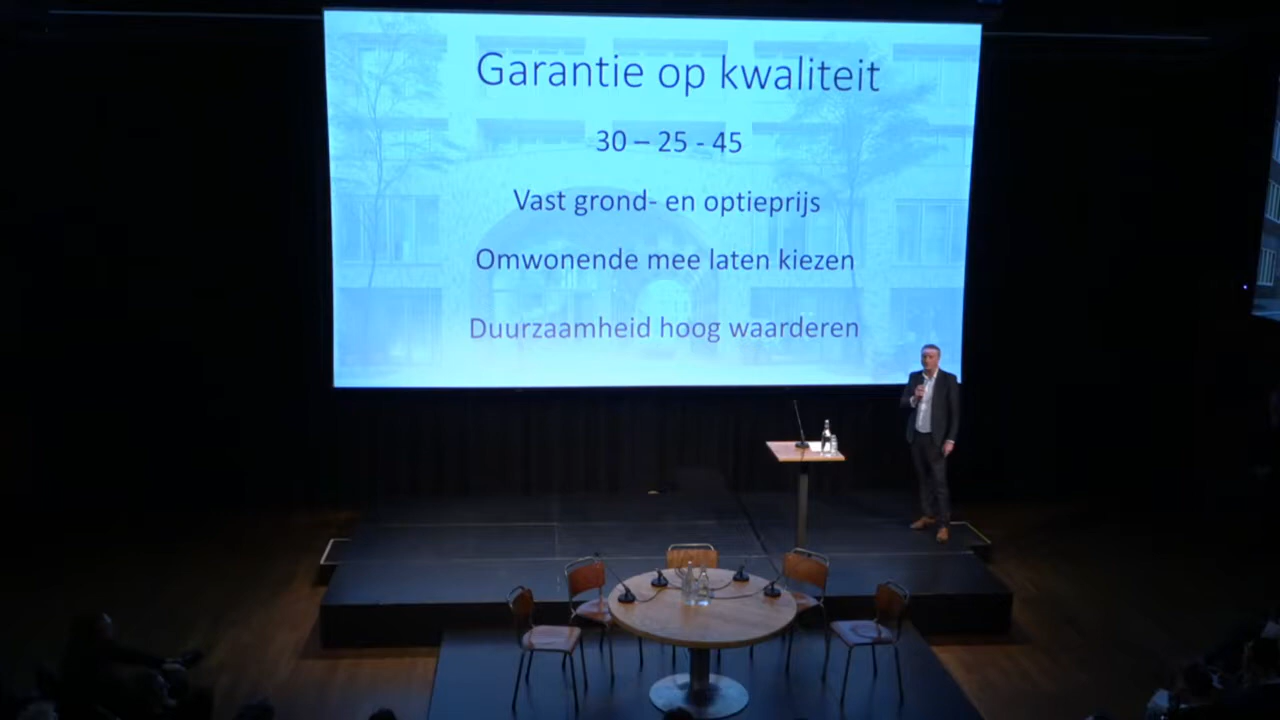 Garantie op kwaliteit
30 – 25 - 45
Vast grond- en optieprijs
Omwonende mee laten kiezen
Duurzaamheid hoog waarderen